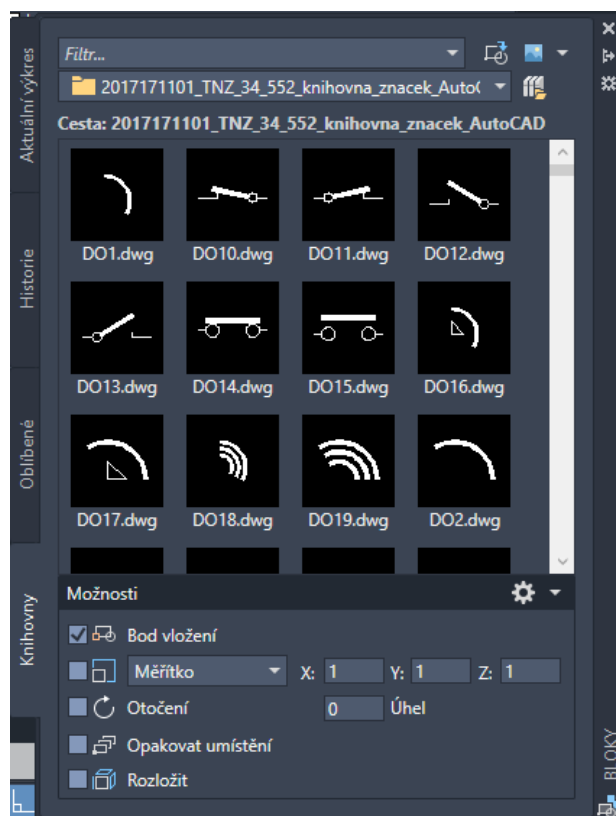 Filtr...
2017171101_TNZ_34_552_knihovna_znacek_Auto
Cesta: 2017171101_TNZ_34_552_knihovna_znacek_AutoCAD
DO1.dwg DO10.dwg DO11.dwg DO12.dwg
DO13.dwg DO14.dwg DO15.dwg DO16.dwg
DO17.dwg DO18.dwg DO19.dwg DO2.dwg
Možnosti
Bod vložení
Měřítko X: 1 Y: 1 Z: 1
Otočení 0 Úhel
Opakovat umístění
Rozložit
Aktuální výkres
Historie
Oblíbené
Knihovny
BLOKY